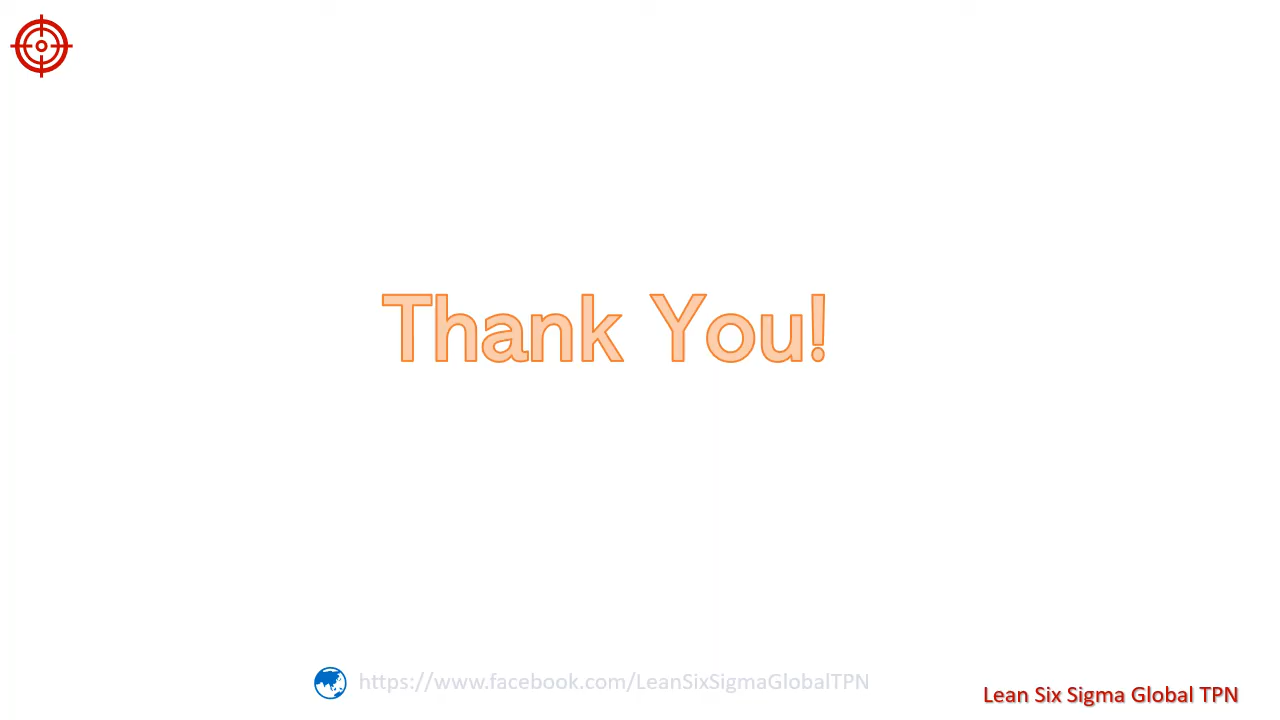 Thank You!
https://www.facebook.com/LeanSixSigmaGlobalTPN
Lean Six Sigma Global TPN